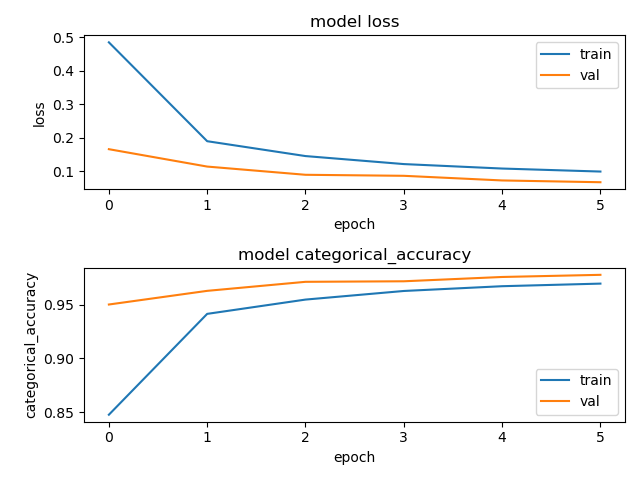 model loss
0.5
0.4
0.3
0.2
0.1
loss
train
val
0 1 2 3 4 5
epoch
model categorical_accuracy
0.95
0.90
0.85
categorical_accuracy
train
val
0 1 2 3 4 5
epoch